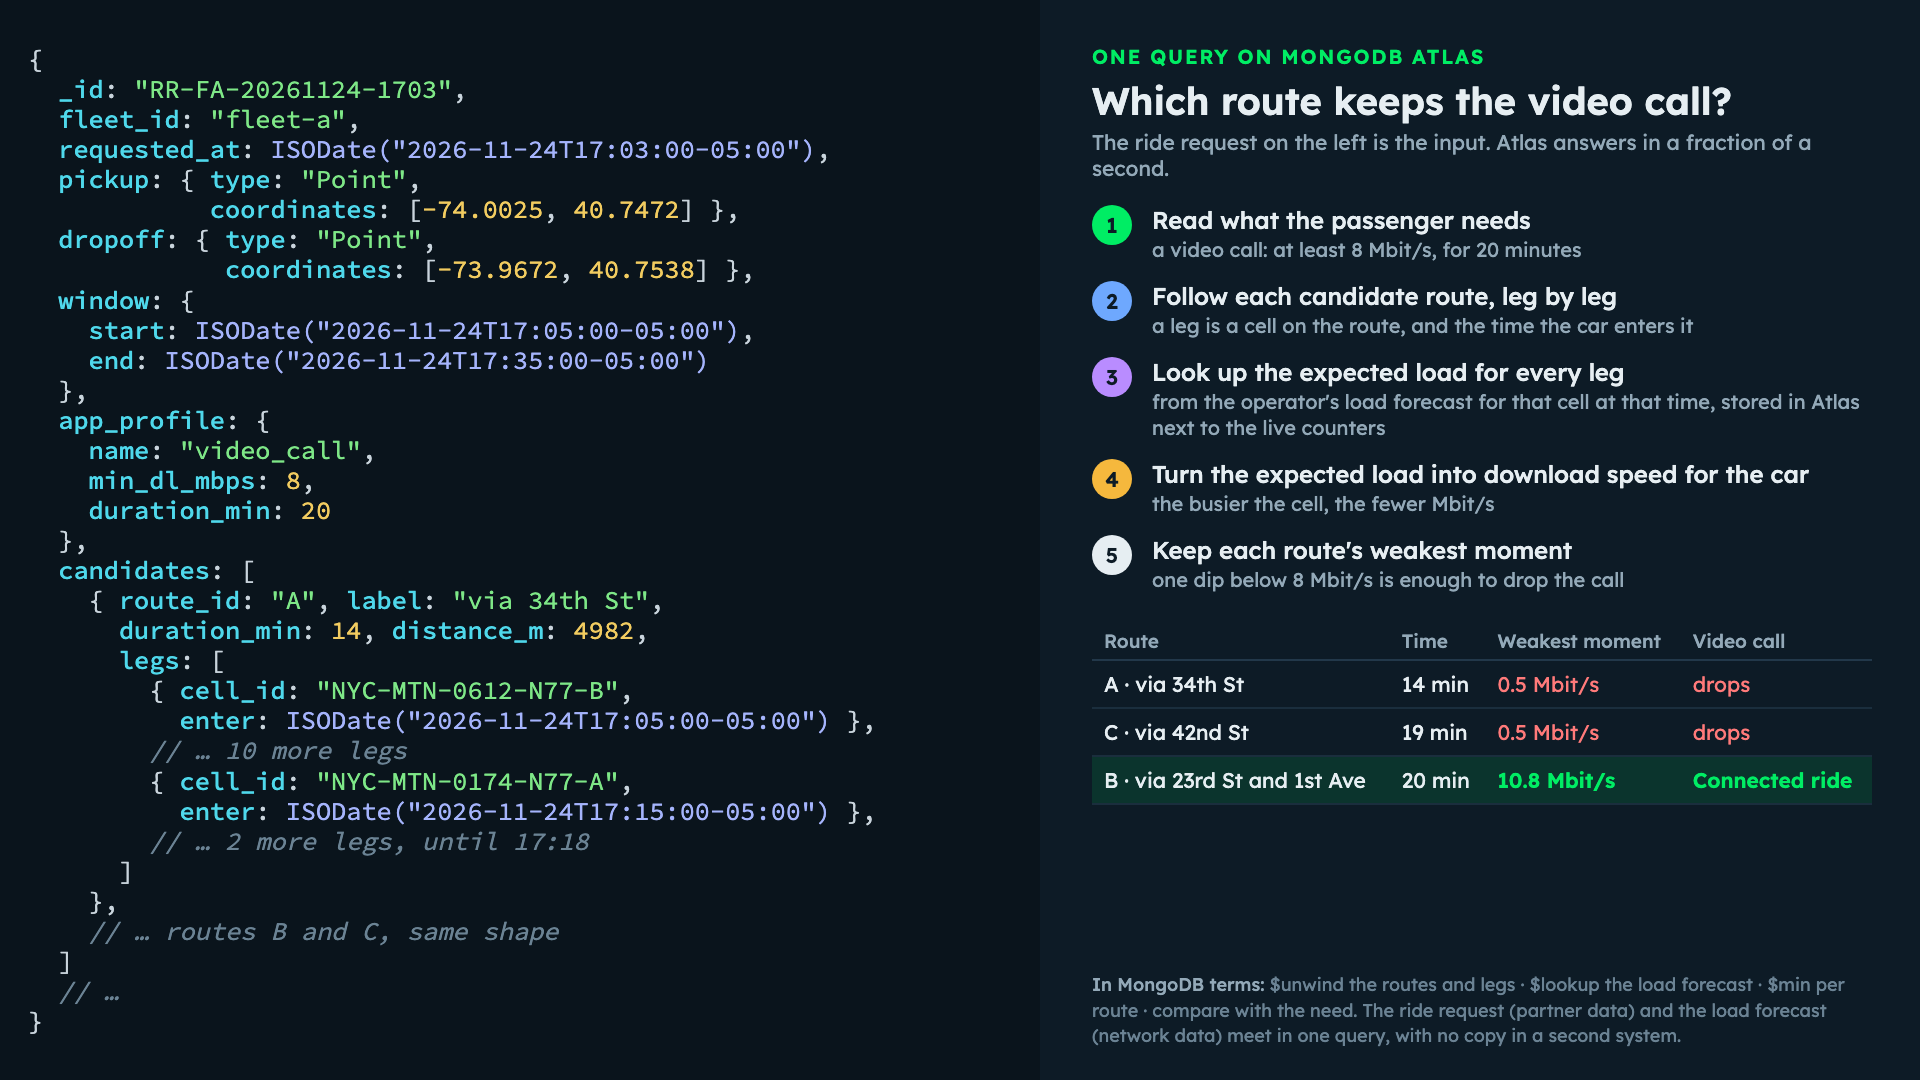 {
  _id: "RR-FA-20261124-1703",
  fleet_id: "fleet-a",
  requested_at: ISODate("2026-11-24T17:03:00-05:00"),
  pickup: { type: "Point",
            coordinates: [-74.0025, 40.7472] },
  dropoff: { type: "Point",
             coordinates: [-73.9672, 40.7538] },
  window: {
    start: ISODate("2026-11-24T17:05:00-05:00"),
    end: ISODate("2026-11-24T17:35:00-05:00")
  },
  app_profile: {
    name: "video_call",
    min_dl_mbps: 8,
    duration_min: 20
  },
  candidates: [
    { route_id: "A", label: "via 34th St",
      duration_min: 14, distance_m: 4982,
      legs: [
        { cell_id: "NYC-MTN-0612-N77-B",
          enter: ISODate("2026-11-24T17:05:00-05:00") },
        // … 10 more legs
        { cell_id: "NYC-MTN-0174-N77-A",
          enter: ISODate("2026-11-24T17:15:00-05:00") },
        // … 2 more legs, until 17:18
      ]
    },
    // … routes B and C, same shape
  ]
  // …
}
ONE QUERY ON MONGODB ATLAS
Which route keeps the video call?
The ride request on the left is the input. Atlas answers in a fraction of a
second.
1 Read what the passenger needs
a video call: at least 8 Mbit/s, for 20 minutes
2 Follow each candidate route, leg by leg
a leg is a cell on the route, and the time the car enters it
3 Look up the expected load for every leg
from the operator's load forecast for that cell at that time, stored in Atlas
next to the live counters
4 Turn the expected load into download speed for the car
the busier the cell, the fewer Mbit/s
5 Keep each route's weakest moment
one dip below 8 Mbit/s is enough to drop the call
Route Time Weakest moment Video call
A · via 34th St 14 min 0.5 Mbit/s drops
C · via 42nd St 19 min 0.5 Mbit/s drops
B · via 23rd St and 1st Ave 20 min 10.8 Mbit/s Connected ride
In MongoDB terms: $unwind the routes and legs · $lookup the load forecast · $min per
route · compare with the need. The ride request (partner data) and the load forecast
(network data) meet in one query, with no copy in a second system.